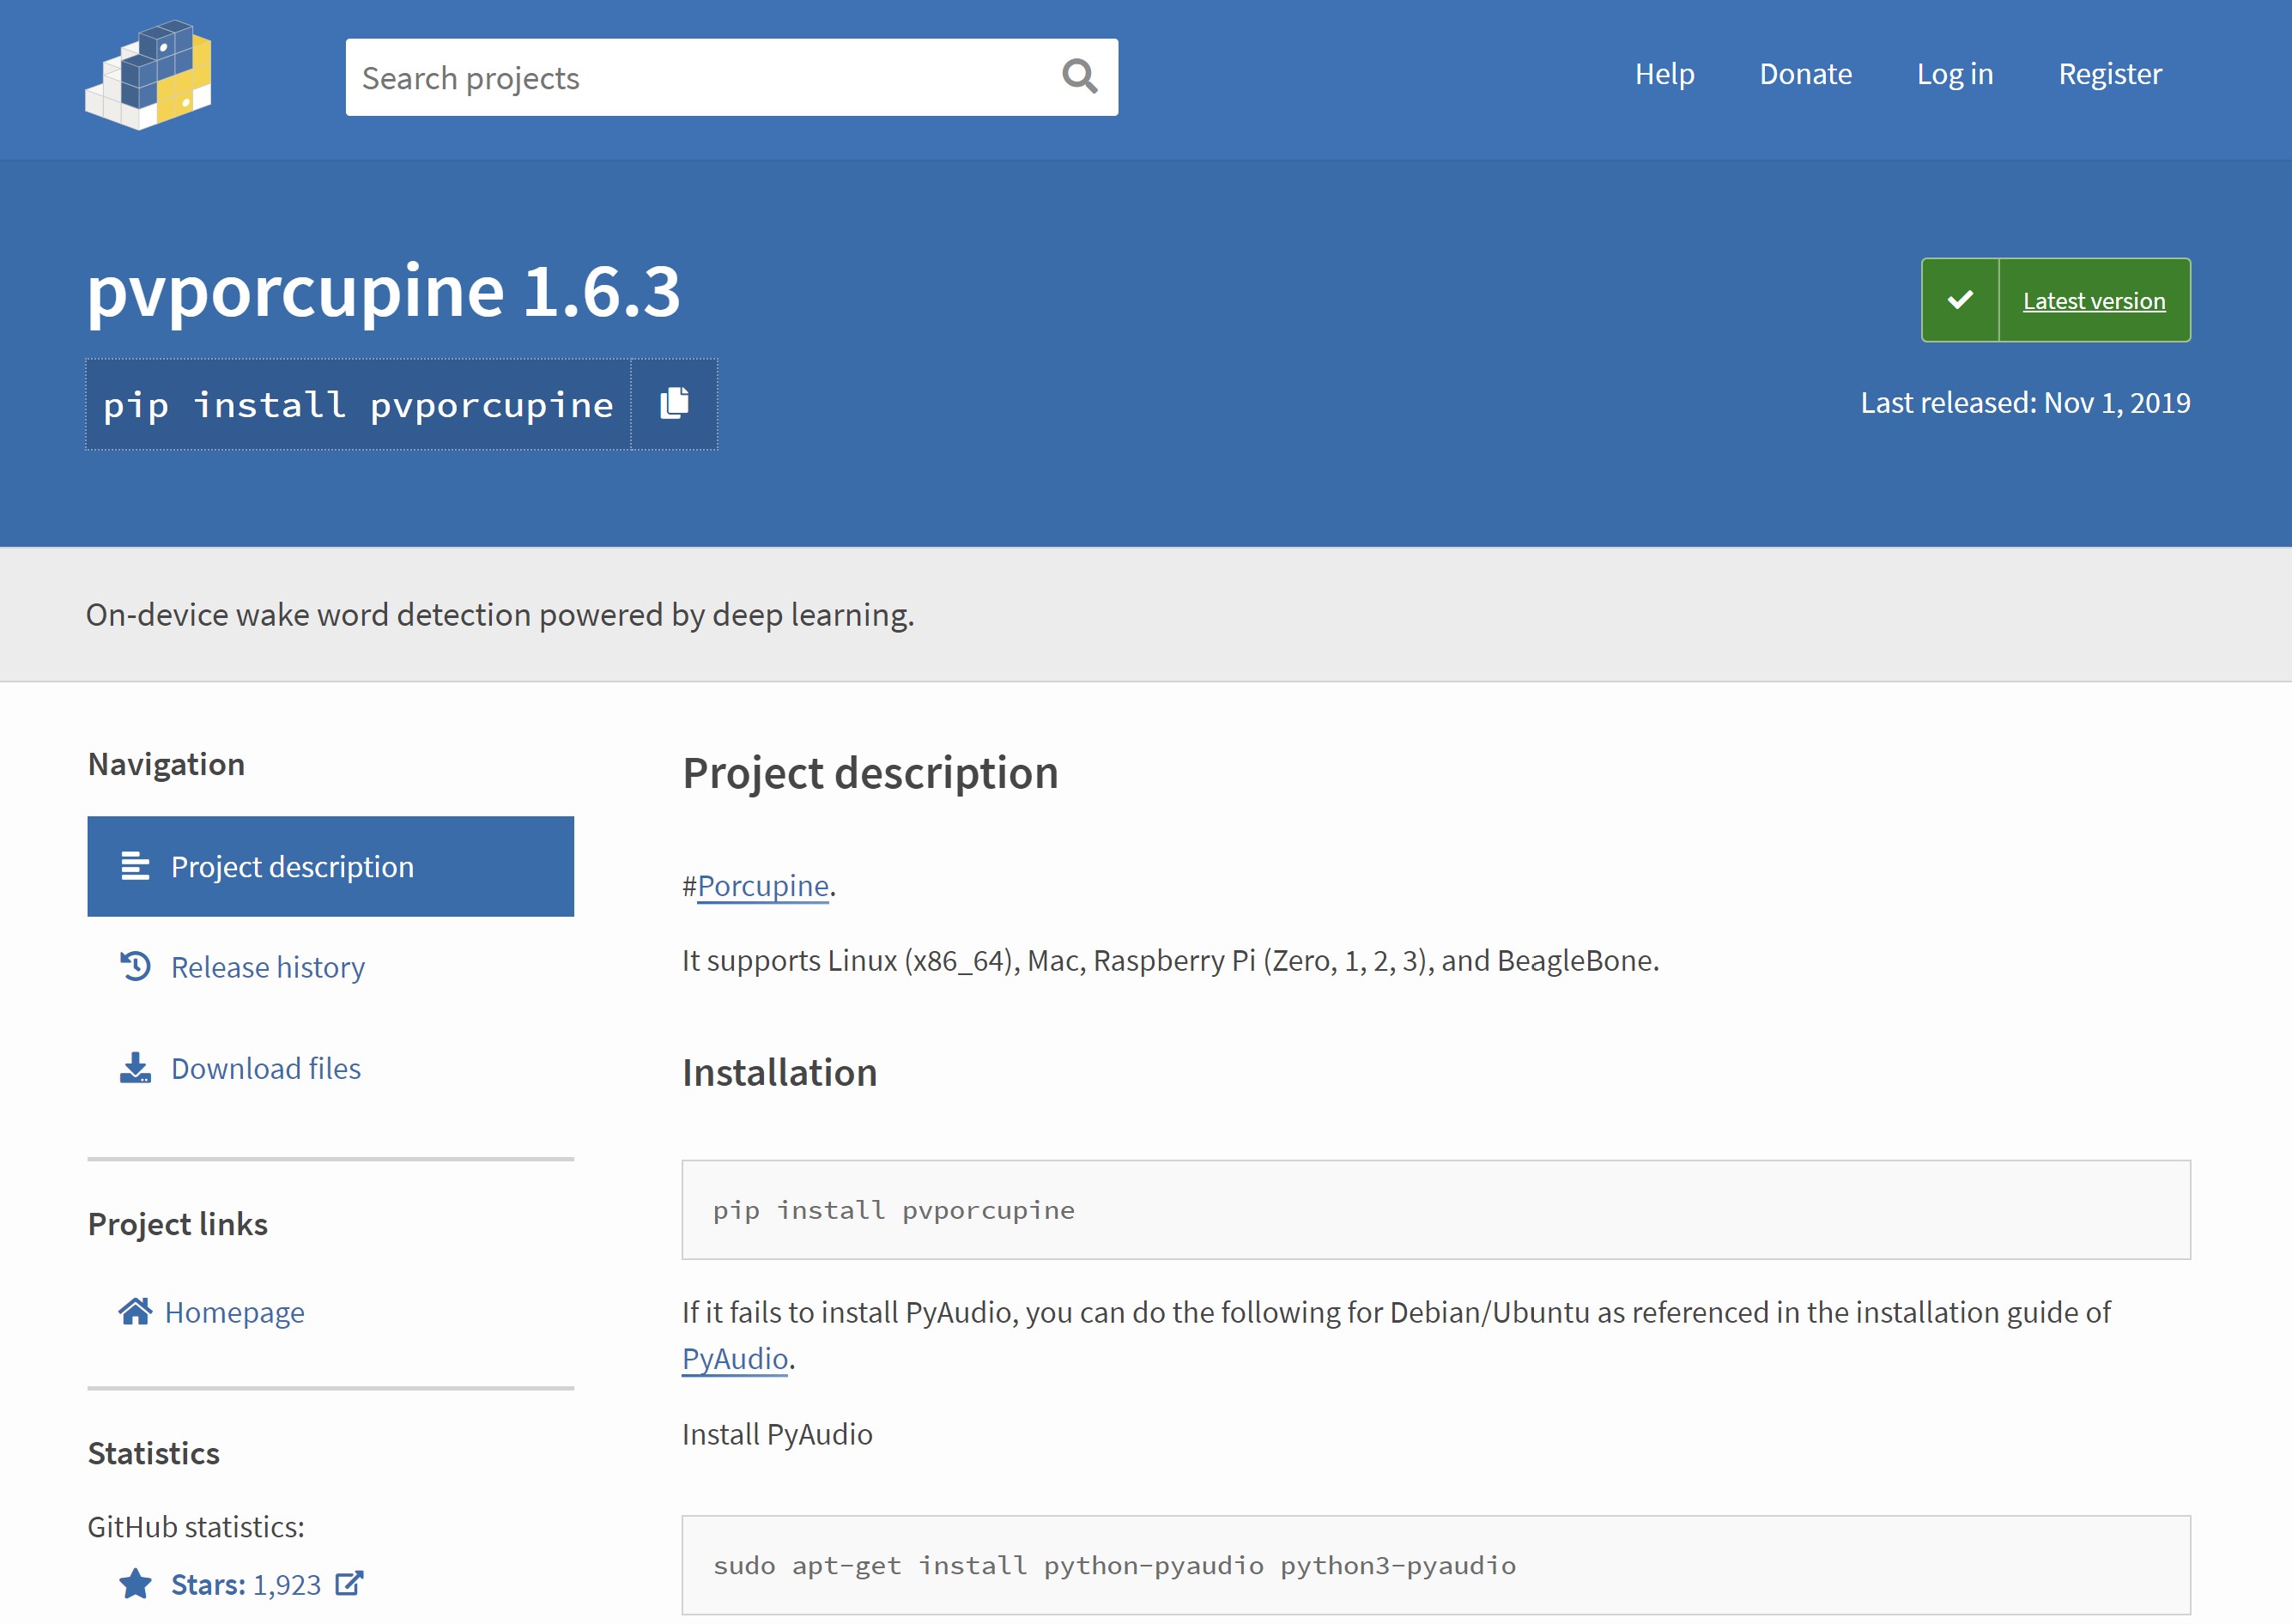 Search projects
Help
Donate
Log in
Register
pvporcupine 1.6.3
pip install pvporcupine
Latest version
Last released: Nov 1, 2019
On-device wake word detection powered by deep learning.
Navigation
Project description
Release history
Download files
Project links
Homepage
Statistics
GitHub statistics:
Stars: 1,923
Project description
#Porcupine.
It supports Linux (x86_64), Mac, Raspberry Pi (Zero, 1, 2, 3), and BeagleBone.
Installation
pip install pvporcupine
If it fails to install PyAudio, you can do the following for Debian/Ubuntu as referenced in the installation guide of
PyAudio.
Install PyAudio
sudo apt-get install python-pyaudio python3-pyaudio